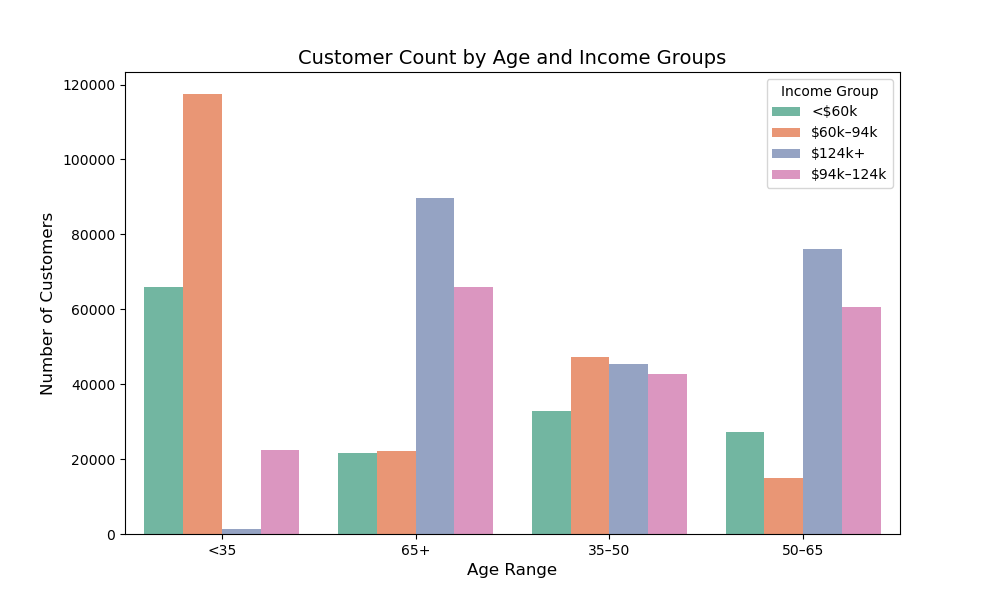 Customer Count by Age and Income Groups
Number of Customers
120000
100000
80000
60000
40000
20000
0
Income Group
<$60k
$60k–94k
$124k+
$94k–124k
<35
65+
35–50
50–65
Age Range